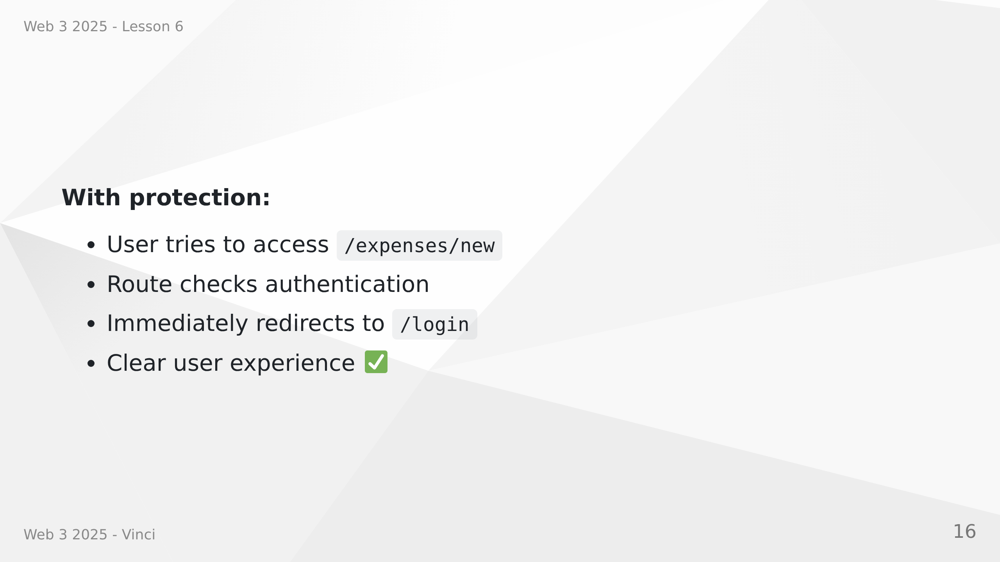 Web 3 2025 - Lesson 6
With protection:
• User tries to access /expenses/new
• Route checks authentication
• Immediately redirects to /login
• Clear user experience ✅
Web 3 2025 - Vinci
16